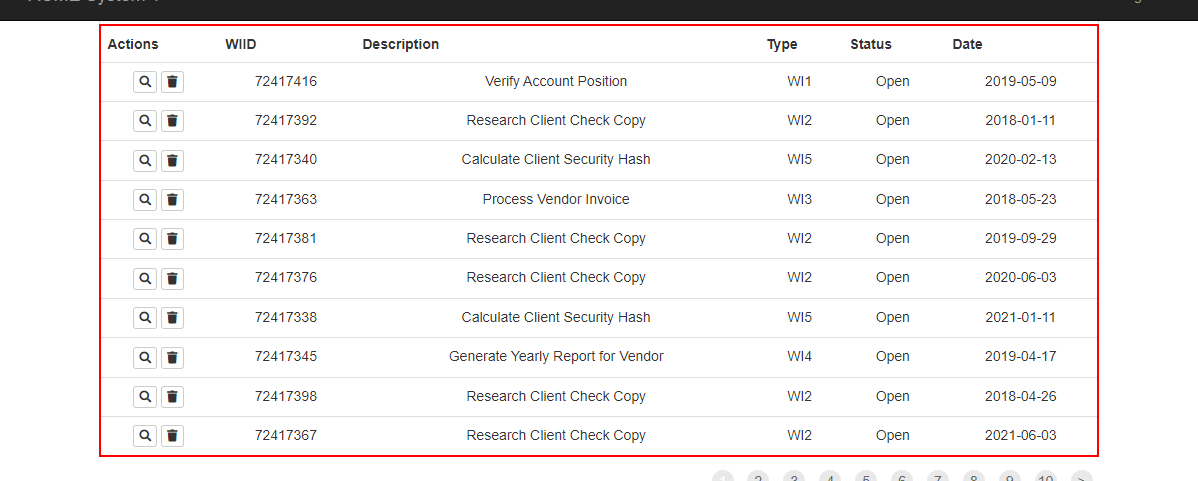 Actions WIID Description Type Status Date
72417416 Verify Account Position WI1 Open 2019-05-09
72417392 Research Client Check Copy WI2 Open 2018-01-11
72417340 Calculate Client Security Hash WI5 Open 2020-02-13
72417363 Process Vendor Invoice WI3 Open 2018-05-23
72417381 Research Client Check Copy WI2 Open 2019-09-29
72417376 Research Client Check Copy WI2 Open 2020-06-03
72417338 Calculate Client Security Hash WI5 Open 2021-01-11
72417345 Generate Yearly Report for Vendor WI4 Open 2019-04-17
72417398 Research Client Check Copy WI2 Open 2018-04-26
72417367 Research Client Check Copy WI2 Open 2021-06-03
1 2 3 4 5 6 7 8 9 10 >